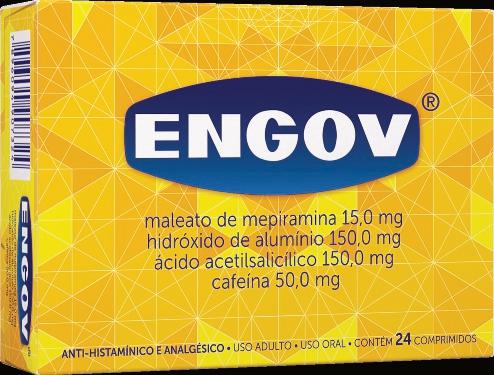 ENGOV®
maleato de mepiramina 15,0 mg
hidróxido de alumínio 150,0 mg
ácido acetilsalicílico 150,0 mg
cafeína 50,0 mg
ANTI-HISTAMÍNICO E ANALGÉSICO • USO ADULTO • USO ORAL • CONTÉM 24 COMPRIMIDOS
ENGOV